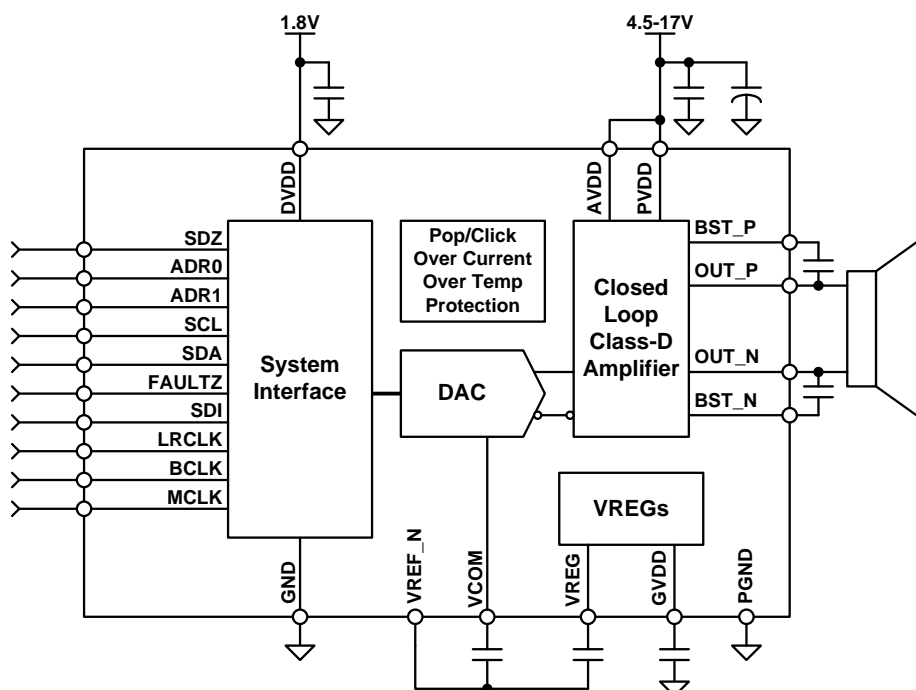 1.8V
4.5-17V
DVDD
AVDD
PVDD
SDZ
ADR0
ADR1
SCL
SDA
FAULTZ
SDI
LRCLK
BCLK
MCLK
System
Interface
Pop/Click
Over Current
Over Temp
Protection
DAC
Closed
Loop
Class-D
Amplifier
BST_P
OUT_P
OUT_N
BST_N
VREGs
GND
VREF_N
VCOM
VREG
GVDD
PGND